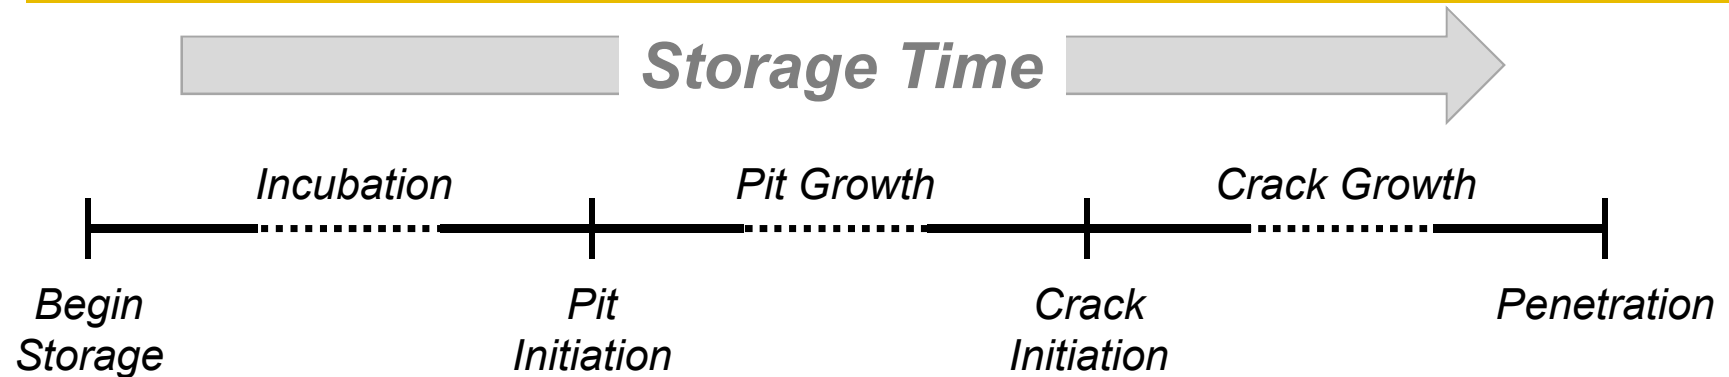 Storage Time
Incubation
Pit Growth
Crack Growth
Begin
Storage
Pit
Initiation
Crack
Initiation
Penetration